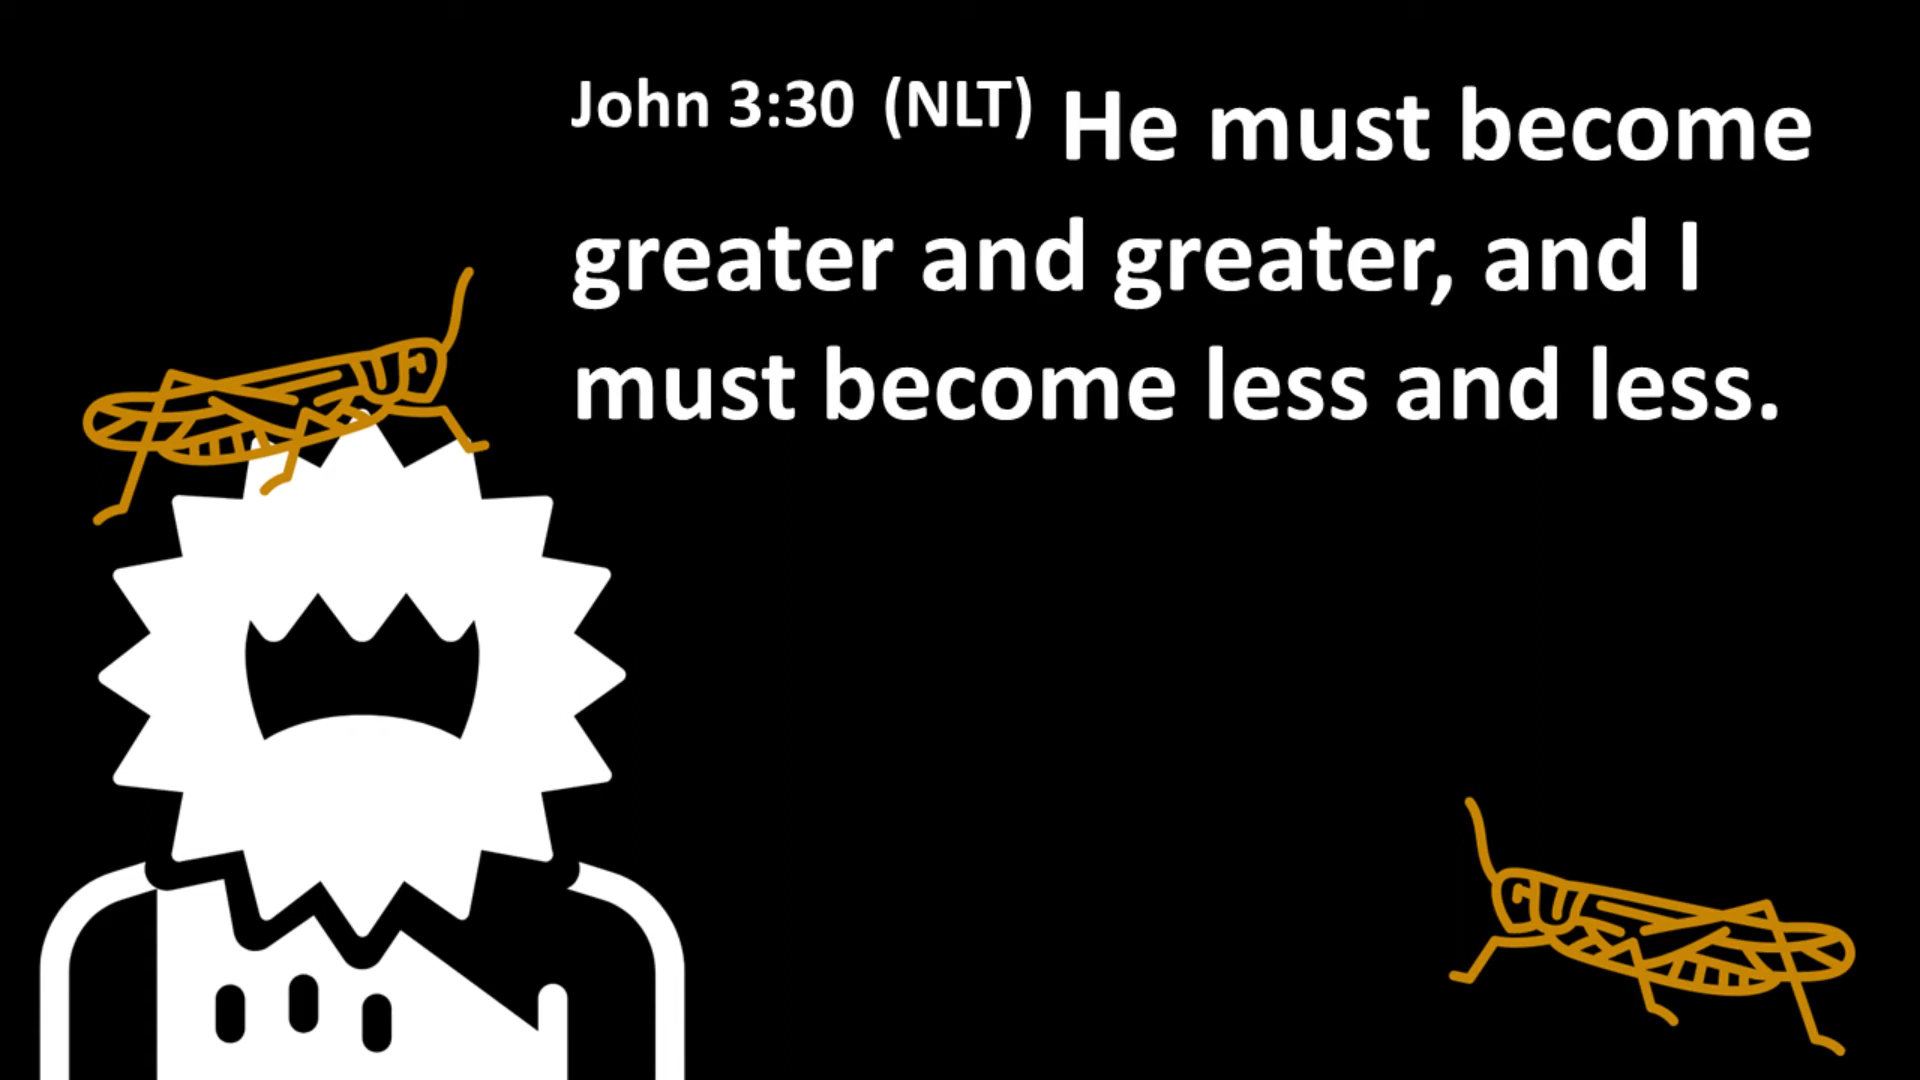 John 3:30 (NLT) He must become
greater and greater, and I
must become less and less.